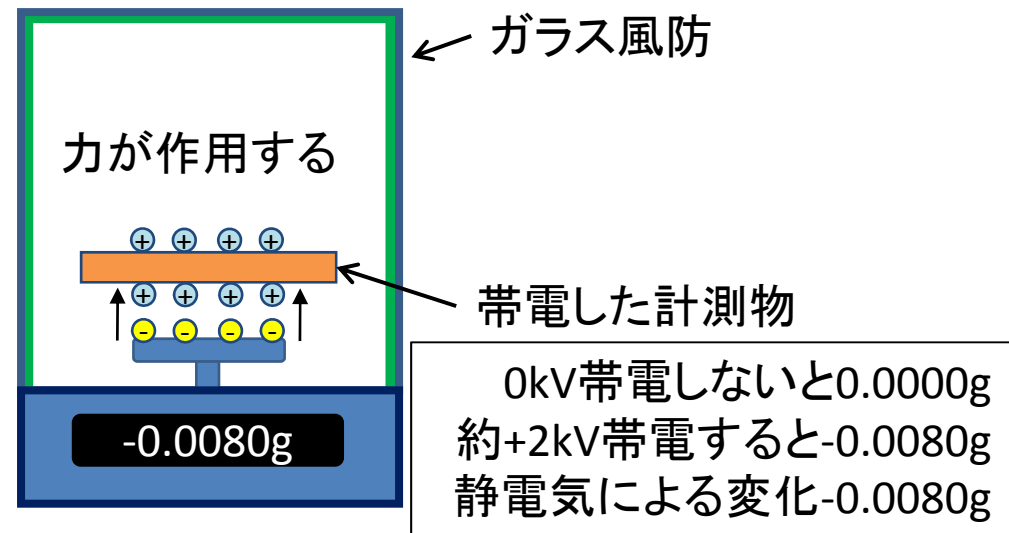 ガラス風防
力が作用する
+ + + +
+ + + +
- - - -
帯電した計測物
0kV帯電しないと0.0000g
約+2kV帯電すると-0.0080g
静電気による変化-0.0080g
-0.0080g